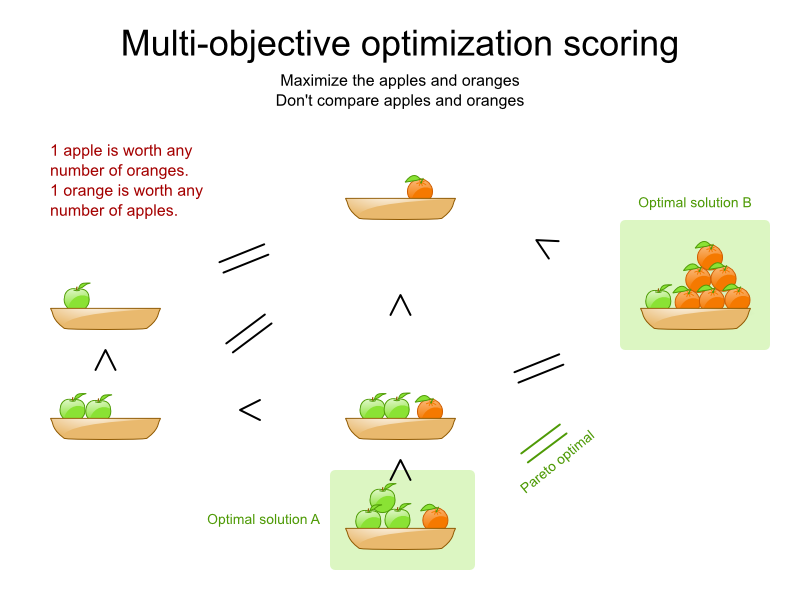 Multi-objective optimization scoring
Maximize the apples and oranges
Don't compare apples and oranges
1 apple is worth any
number of oranges.
1 orange is worth any
number of apples.
Optimal solution B
Pareto optimal
Optimal solution A